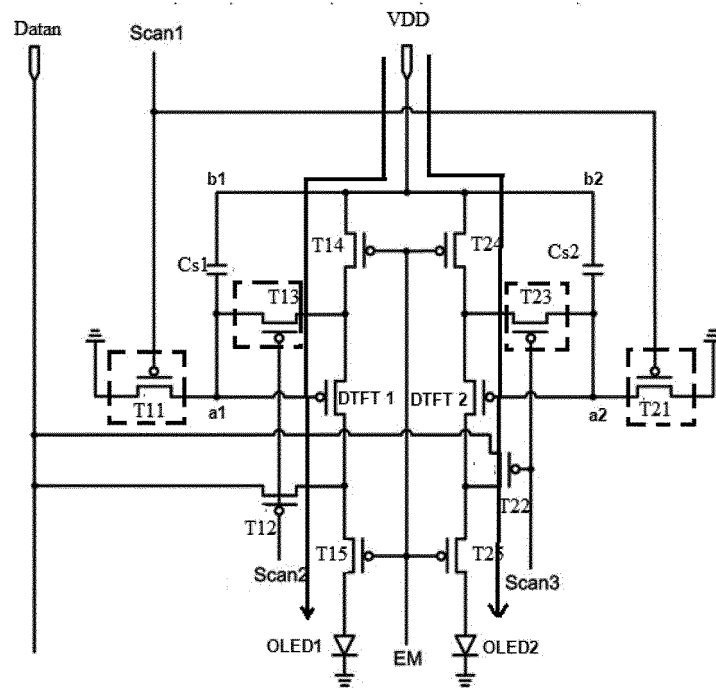 Datan
Scan1
VDD
b1
b2
T14
T24
Cs1
Cs2
T13
T23
T11
a1
DTFT 1
DTFT 2
a2
T21
T12
T22
T15
T25
Scan2
Scan3
OLED1
EM
OLED2